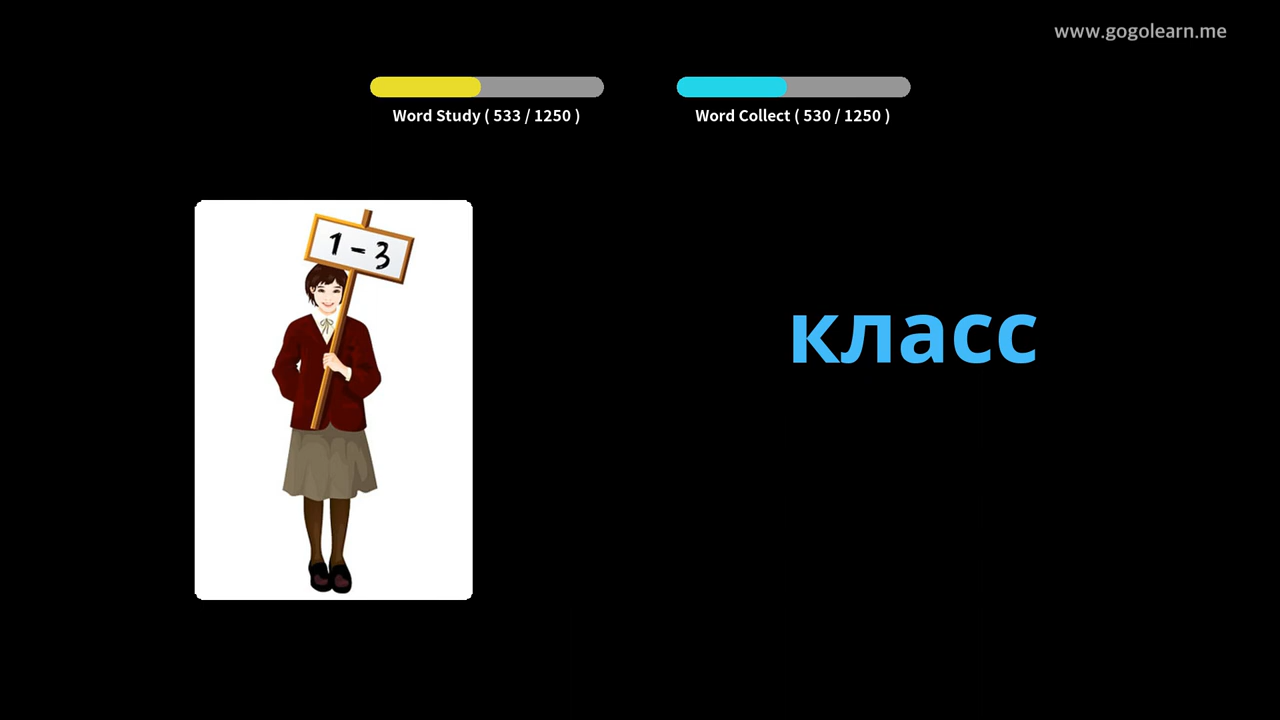 www.gogolearn.me
Word Study ( 533 / 1250 )
Word Collect ( 530 / 1250 )
1 - 3
класс